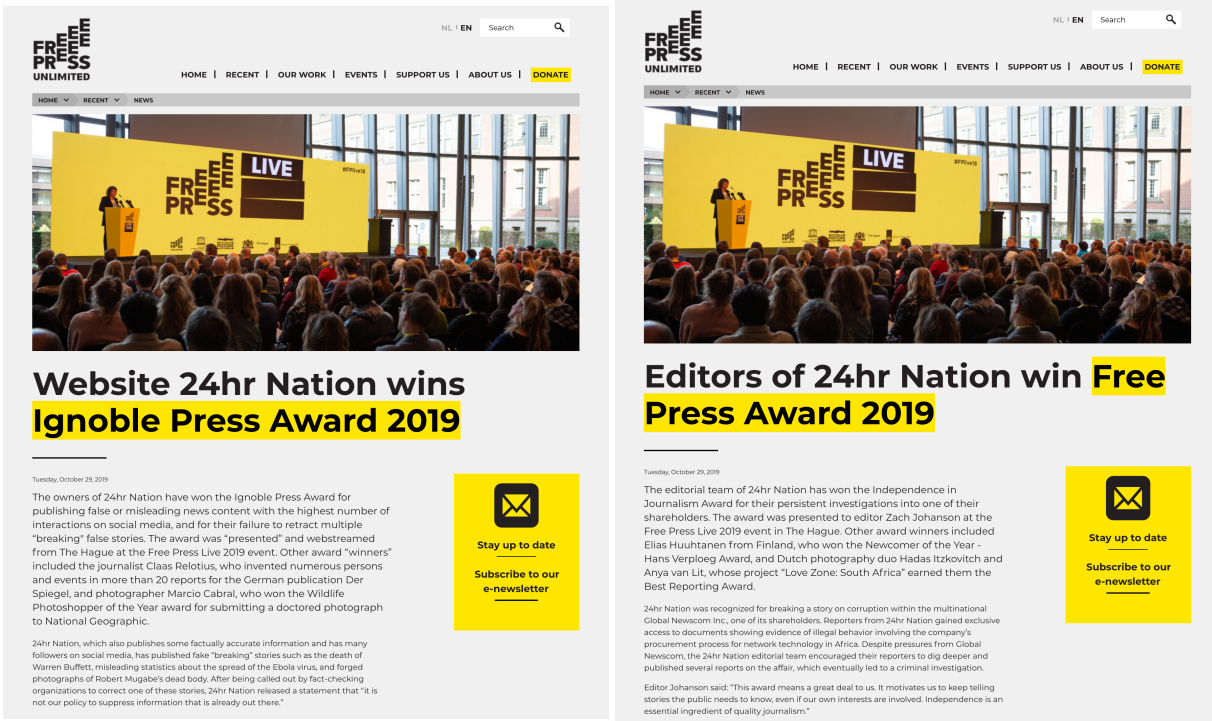 FREEE
PRESS
UNLIMITED
NL | EN
Search
HOME | RECENT | OUR WORK | EVENTS | SUPPORT US | ABOUT US | DONATE
HOME RECENT NEWS
FREEE
PRESS
LIVE
#FPLive18
Website 24hr Nation wins
Ignoble Press Award 2019
Tuesday, October 29, 2019
The owners of 24hr Nation have won the Ignoble Press Award for
publishing false or misleading news content with the highest number of
interactions on social media, and for their failure to retract multiple
"breaking" false stories. The award was “presented” and webstreamed
from The Hague at the Free Press Live 2019 event. Other award “winners”
included the journalist Claas Relotius, who invented numerous persons
and events in more than 20 reports for the German publication Der
Spiegel, and photographer Marcio Cabral, who won the Wildlife
Photoshopper of the Year award for submitting a doctored photograph
to National Geographic.
24hr Nation, which also publishes some factually accurate information and has many
followers on social media, has published fake “breaking” stories such as the death of
Warren Buffett, misleading statistics about the spread of the Ebola virus, and forged
photographs of Robert Mugabe's dead body. After being called out by fact-checking
organizations to correct one of these stories, 24hr Nation released a statement that “it is
not our policy to suppress information that is already out there.”
Stay up to date
Subscribe to our
e-newsletter
FREEE
PRESS
UNLIMITED
NL | EN
Search
HOME | RECENT | OUR WORK | EVENTS | SUPPORT US | ABOUT US | DONATE
HOME RECENT NEWS
FREEE
PRESS
LIVE
#FPLive18
Editors of 24hr Nation win Free
Press Award 2019
Tuesday, October 29, 2019
The editorial team of 24hr Nation has won the Independence in
Journalism Award for their persistent investigations into one of their
shareholders. The award was presented to editor Zach Johanson at the
Free Press Live 2019 event in The Hague. Other award winners included
Elias Huuhtanen from Finland, who won the Newcomer of the Year -
Hans Verploeg Award, and Dutch photography duo Hadas Itzkovitch and
Anya van Lit, whose project “Love Zone: South Africa” earned them the
Best Reporting Award.
24hr Nation was recognized for breaking a story on corruption within the multinational
Global Newscom Inc., one of its shareholders. Reporters from 24hr Nation gained exclusive
access to documents showing evidence of illegal behavior involving the company's
procurement process for network technology in Africa. Despite pressures from Global
Newscom, the 24hr Nation editorial team encouraged their reporters to dig deeper and
published several reports on the affair, which eventually led to a criminal investigation.
Editor Johanson said: “This award means a great deal to us. It motivates us to keep telling
stories the public needs to know, even if our own interests are involved. Independence is an
essential ingredient of quality journalism.”
Stay up to date
Subscribe to our
e-newsletter